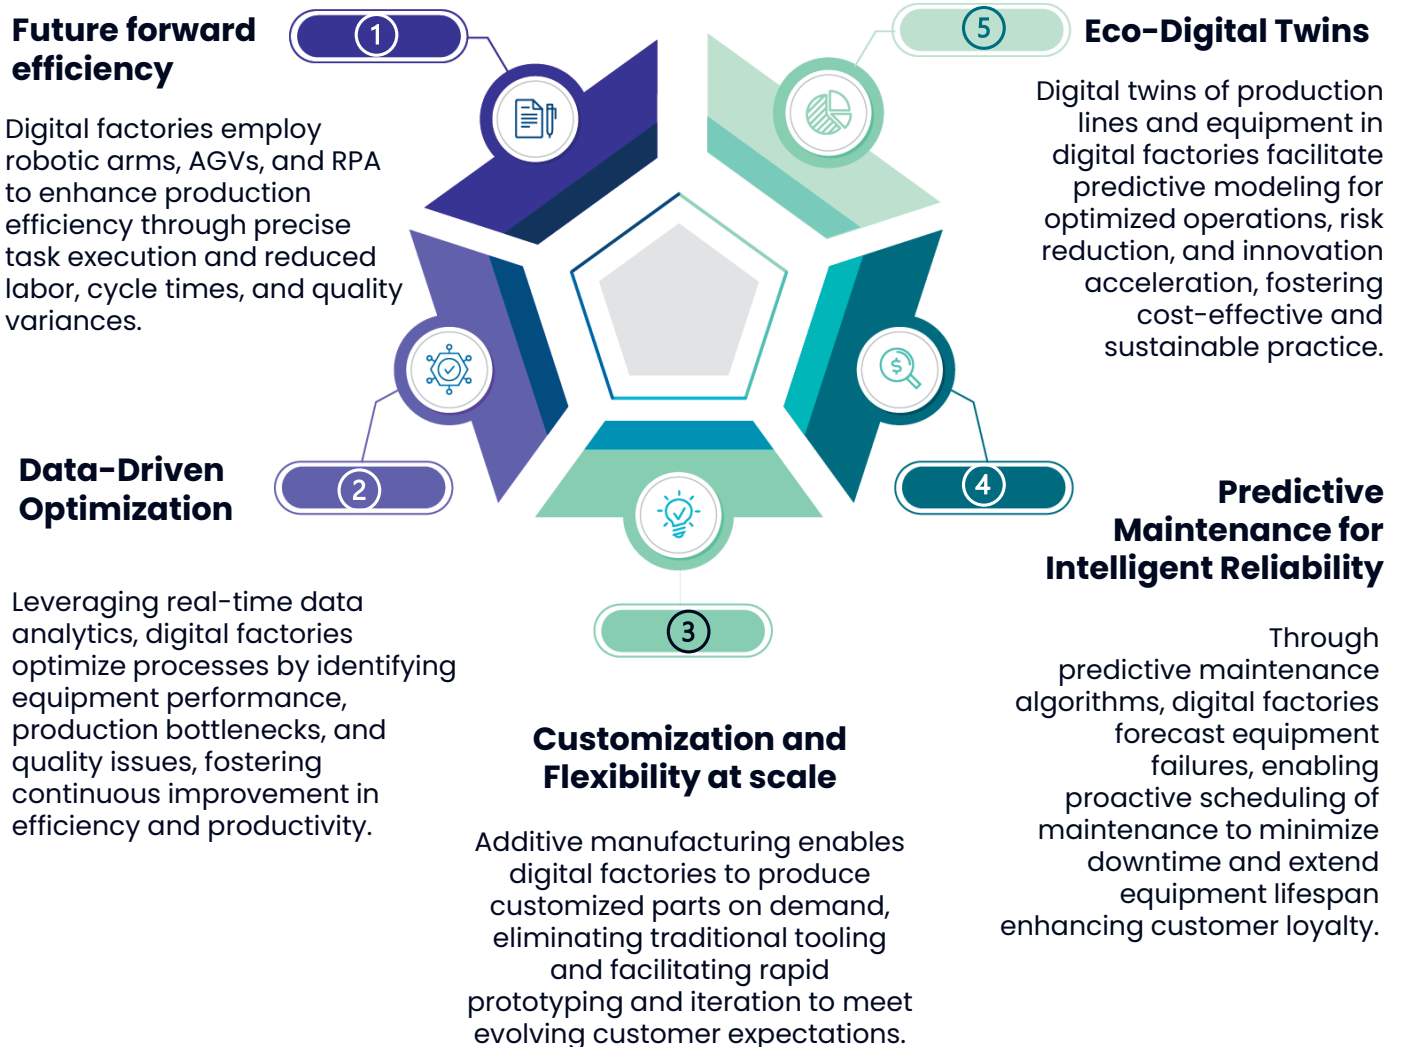 1
Future forward
efficiency
Digital factories employ
robotic arms, AGVs, and RPA
to enhance production
efficiency through precise
task execution and reduced
labor, cycle times, and quality
variances.
2
Data-Driven
Optimization
Leveraging real-time data
analytics, digital factories
optimize processes by identifying
equipment performance,
production bottlenecks, and
quality issues, fostering
continuous improvement in
efficiency and productivity.
3
Customization and
Flexibility at scale
Additive manufacturing enables
digital factories to produce
customized parts on demand,
eliminating traditional tooling
and facilitating rapid
prototyping and iteration to meet
evolving customer expectations.
4
Predictive
Maintenance for
Intelligent Reliability
Through
predictive maintenance
algorithms, digital factories
forecast equipment
failures, enabling
proactive scheduling of
maintenance to minimize
downtime and extend
equipment lifespan
enhancing customer loyalty.
$
5
Eco-Digital Twins
Digital twins of production
lines and equipment in
digital factories facilitate
predictive modeling for
optimized operations, risk
reduction, and innovation
acceleration, fostering
cost-effective and
sustainable practice.